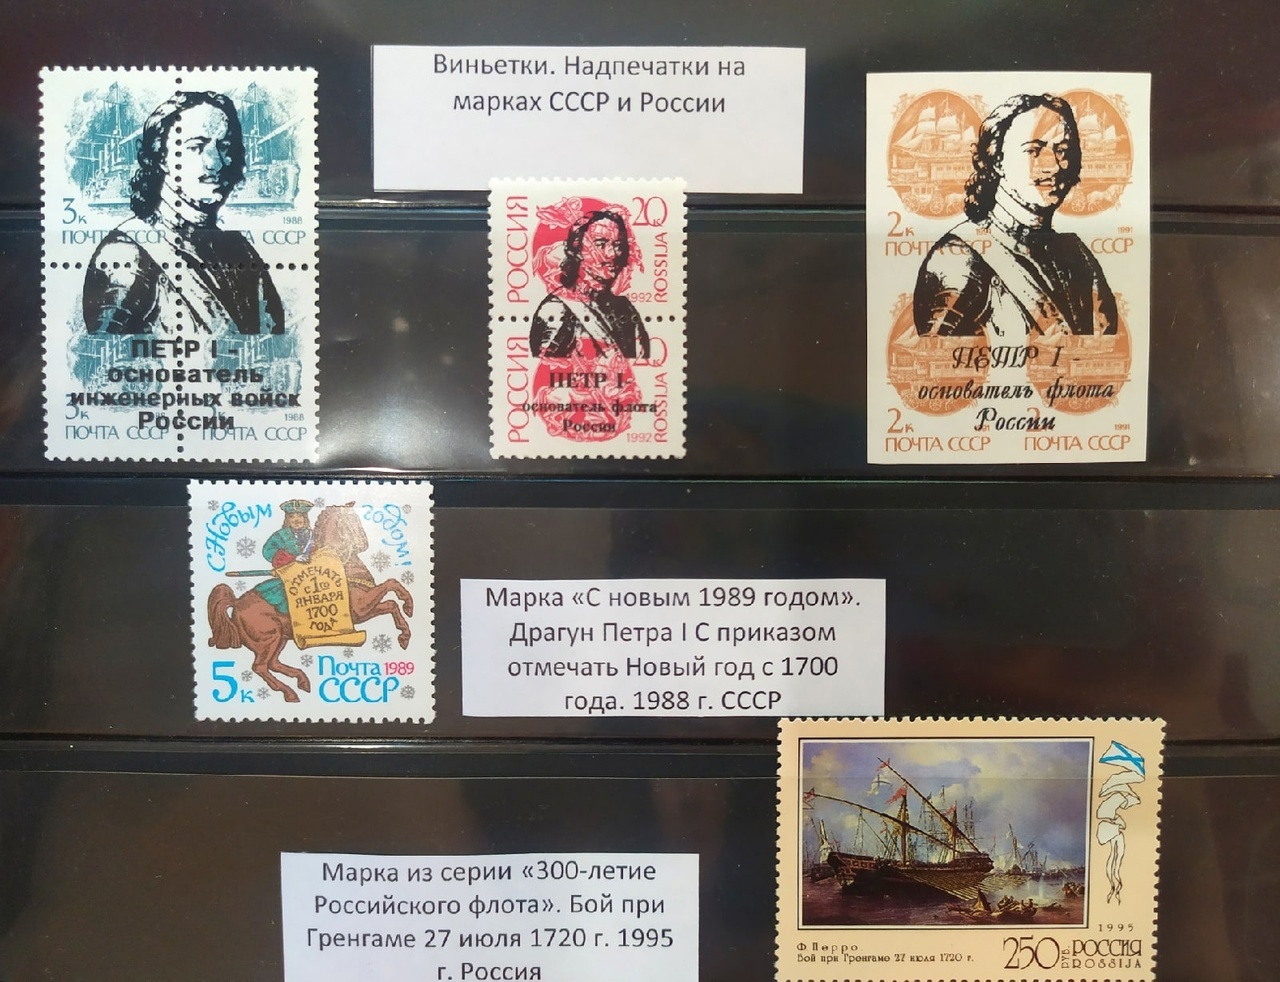 Виньетки. Надпечатки на
марках СССР и России
3к
1988
ПОЧТА СССР
ПОЧТА СССР
ПЕТР I -
основатель
инженерных войск
России
3к
1988
ПОЧТА СССР
ПОЧТА СССР
РОССИЯ
20
ROSSIJA
1992
ПЕТР I-
основатель флота
России
РОССИЯ
ROSSIJA
1992
2к
1991
ПОЧТА СССР
СССР
ПЕТР I -
основатель флота
России
2к
2к
1991
1991
ПОЧТА СССР
ПОЧТА СССР
С Новым годом!
ОТМЕЧАТЬ
с 1го
ЯНВАРЯ
1700
ГОДА
5к
Почта 1989
СССР
Марка «С новым 1989 годом».
Драгун Петра I С приказом
отмечать Новый год с 1700
года. 1988 г. СССР
Марка из серии «300-летие
Российского флота». Бой при
Гренгаме 27 июля 1720 г. 1995
г. Россия
1995
Ф.Перро.
Бой при Гренгаме 27 июля 1720 г.
250 РУБ. РОССИЯ
ROSSIJA